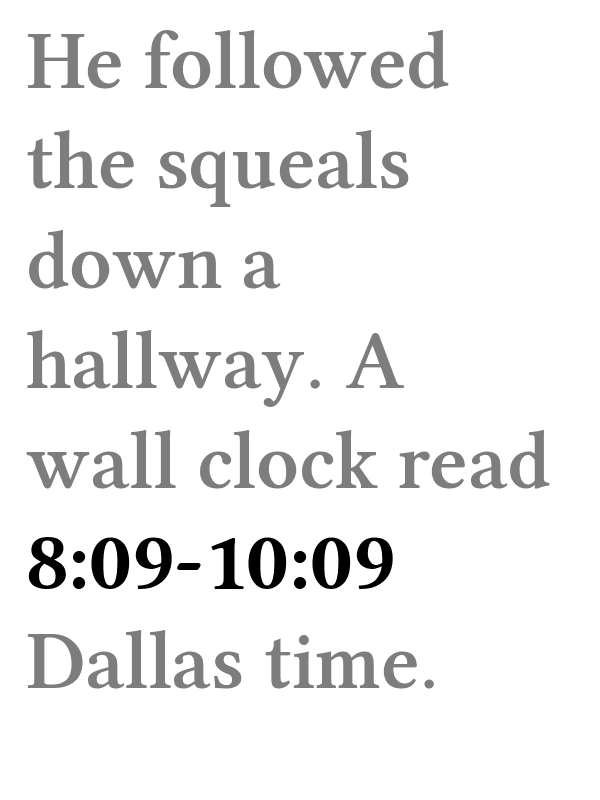 He followed
the squeals
down a
hallway. A
wall clock read
8:09-10:09
Dallas time.